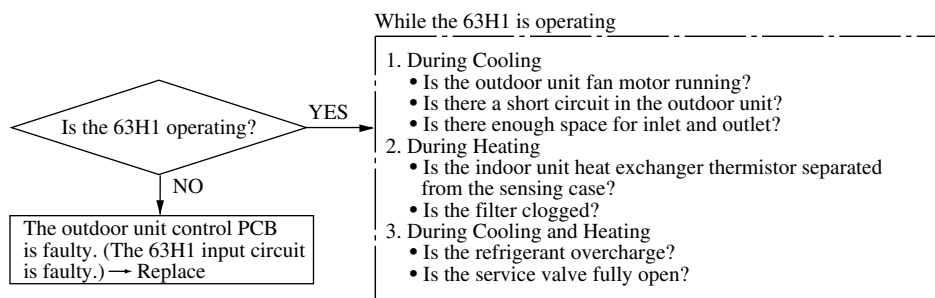 While the 63H1 is operating
Is the 63H1 operating?
YES
NO
The outdoor unit control PCB
is faulty. (The 63H1 input circuit
is faulty.) → Replace
1. During Cooling
• Is the outdoor unit fan motor running?
• Is there a short circuit in the outdoor unit?
• Is there enough space for inlet and outlet?
2. During Heating
• Is the indoor unit heat exchanger thermistor separated
from the sensing case?
• Is the filter clogged?
3. During Cooling and Heating
• Is the refrigerant overcharge?
• Is the service valve fully open?